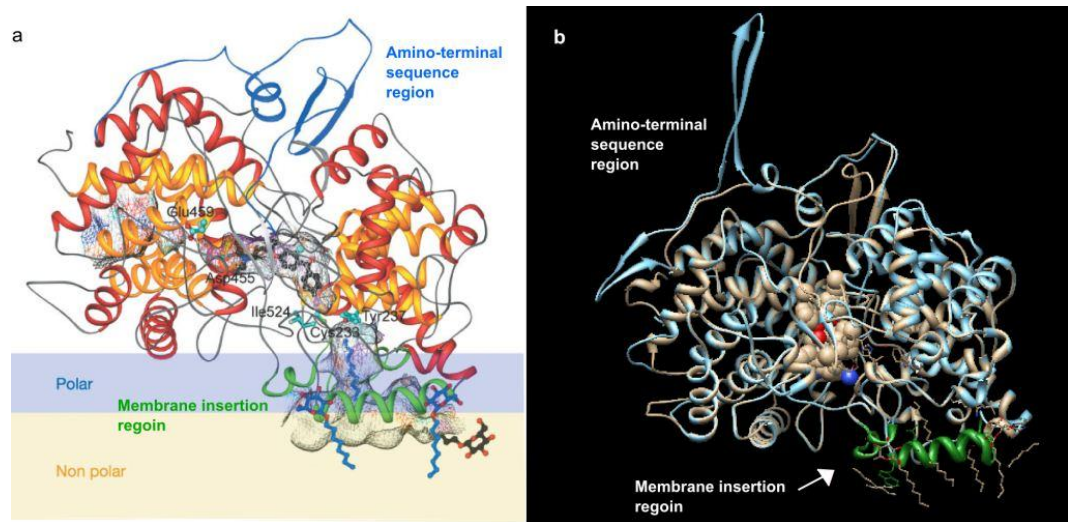 a
Amino-terminal
sequence
region
Glu459
Asp455
Ile524
Cys233
Tyr237
Polar
Membrane insertion
regoin
Non polar
b
Amino-terminal
sequence
region
Membrane insertion
regoin